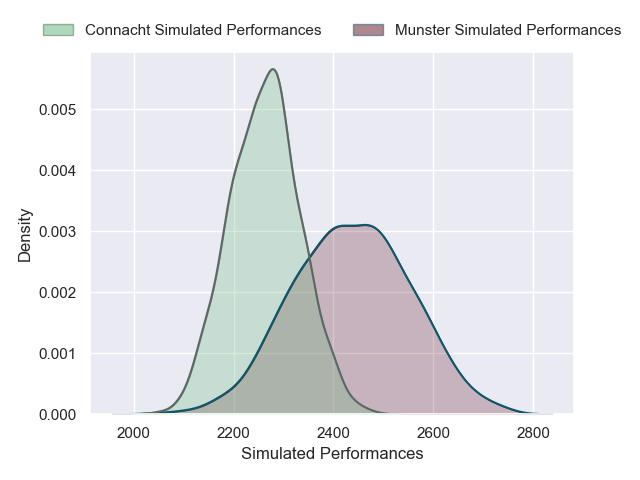 Connacht Simulated Performances Munster Simulated Performances
0.005
0.004
0.003
0.002
0.001
0.000
Density
2000 2200 2400 2600 2800
Simulated Performances